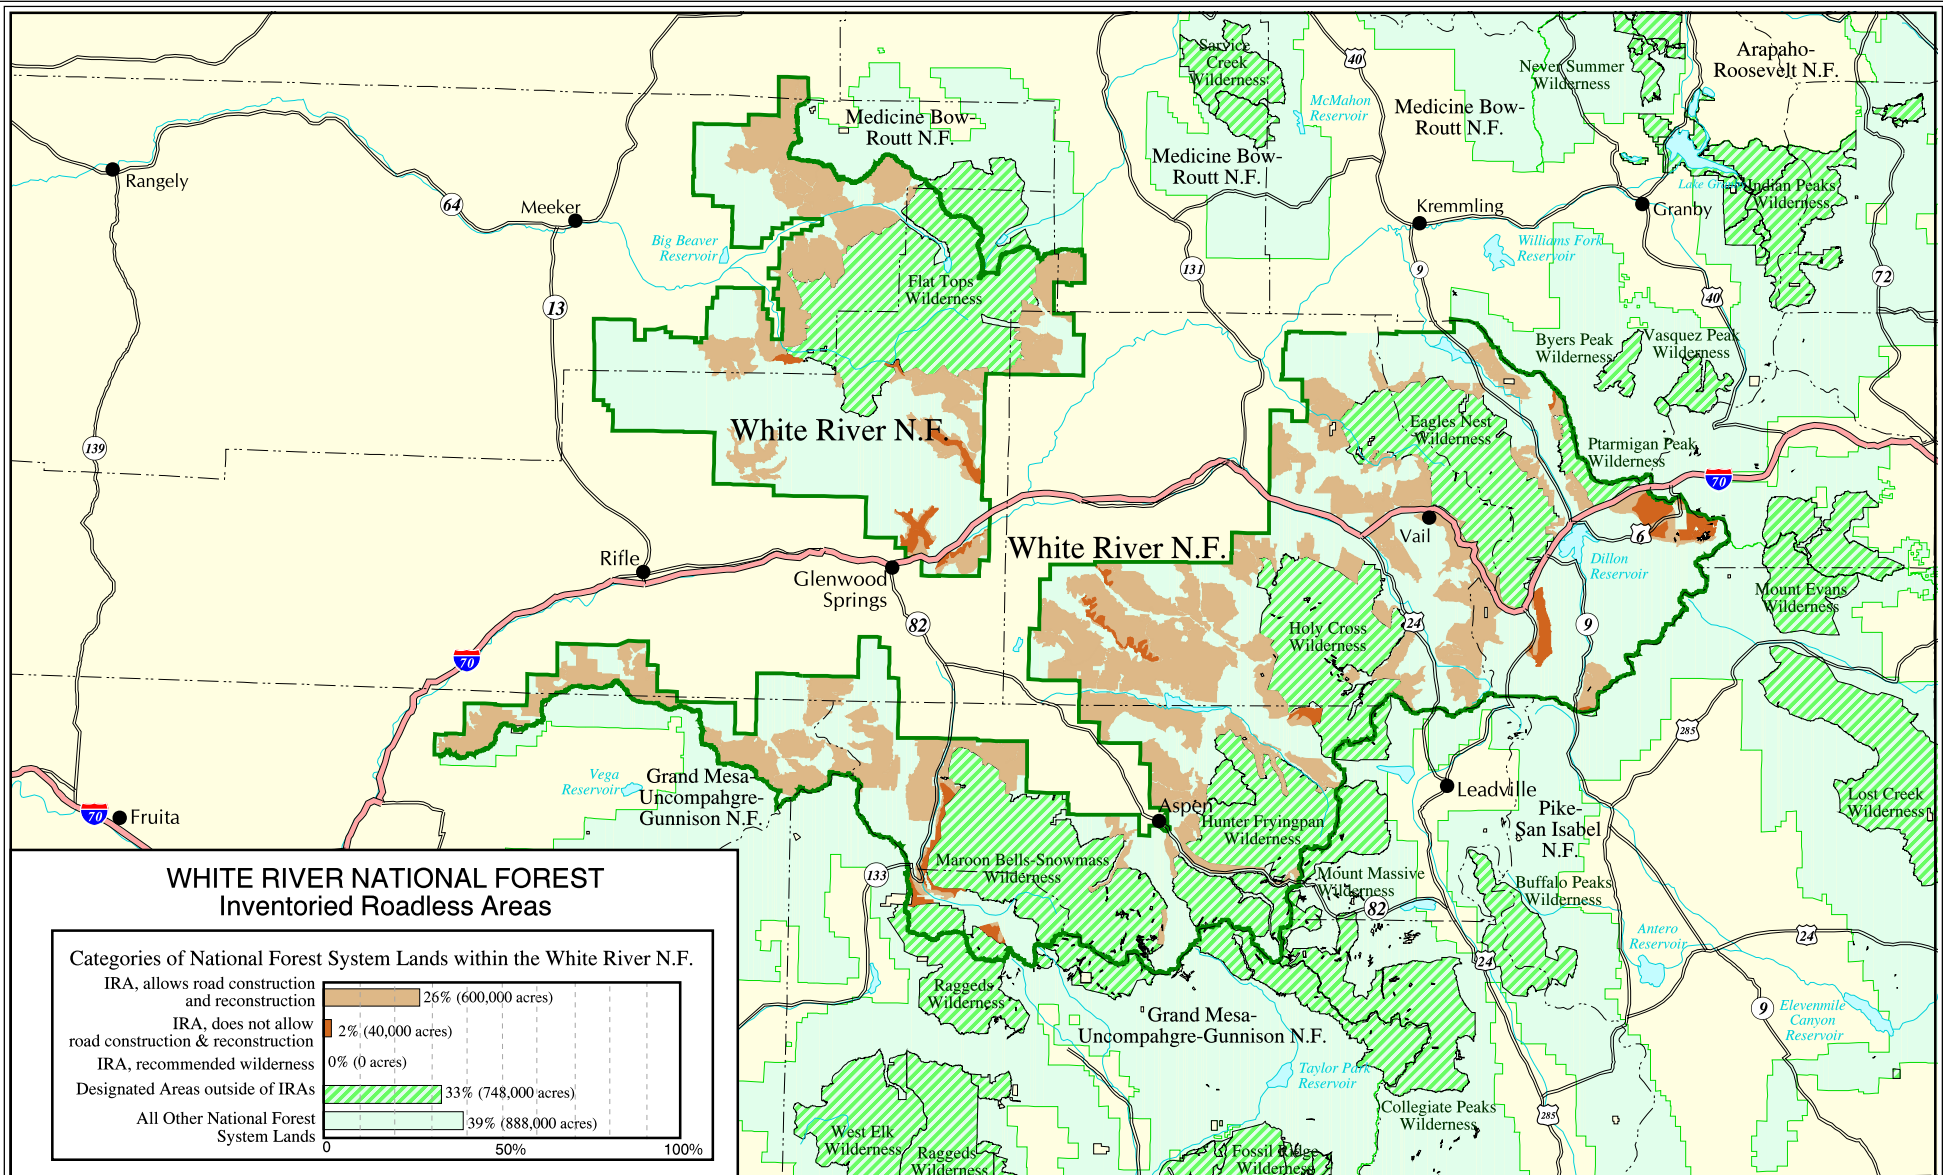 Sarvice
Creek
Wilderness
40
McMahon
Reservoir
Never Summer
Wilderness
Arapaho-
Roosevelt N.F.
Medicine Bow-
Routt N.F.
Medicine Bow-
Routt N.F.
Medicine Bow-
Routt N.F.
Rangely
64
Meeker
Big Beaver
Reservoir
Kremmling
Lake
Granby
Indian Peaks
Wilderness
Williams Fork
Reservoir
13
131
9
40
72
Flat Tops
Wilderness
Byers Peak
Wilderness
Vasquez Peak
Wilderness
139
White River N.F.
Eagles Nest
Wilderness
Ptarmigan Peak
Wilderness
70
Vail
6
Rifle
Glenwood
Springs
White River N.F.
Dillon
Reservoir
Mount Evans
Wilderness
82
Holy Cross
Wilderness
24
9
70
285
Vega
Reservoir
Grand Mesa-
Uncompahgre-
Gunnison N.F.
70
Fruita
Aspen
Hunter Fryingpan
Wilderness
Leadville
Pike-
San Isabel
N.F.
Lost Creek
Wilderness
133
Maroon Bells-Snowmass
Wilderness
Mount Massive
Wilderness
82
Buffalo Peaks
Wilderness
Antero
Reservoir
24
24
Raggeds
Wilderness
Grand Mesa-
Uncompahgre-Gunnison N.F.
9
Elevenmile
Canyon
Reservoir
Taylor Park
Reservoir
Collegiate Peaks
Wilderness
285
West Elk
Wilderness
Raggeds
Wilderness
Fossil Ridge
Wilderness
WHITE RIVER NATIONAL FOREST
Inventoried Roadless Areas
Categories of National Forest System Lands within the White River N.F.
IRA, allows road construction
and reconstruction
26% (600,000 acres)
IRA, does not allow
road construction & reconstruction
2% (40,000 acres)
IRA, recommended wilderness
0% (0 acres)
Designated Areas outside of IRAs
33% (748,000 acres)
All Other National Forest
System Lands
39% (888,000 acres)
0
50%
100%